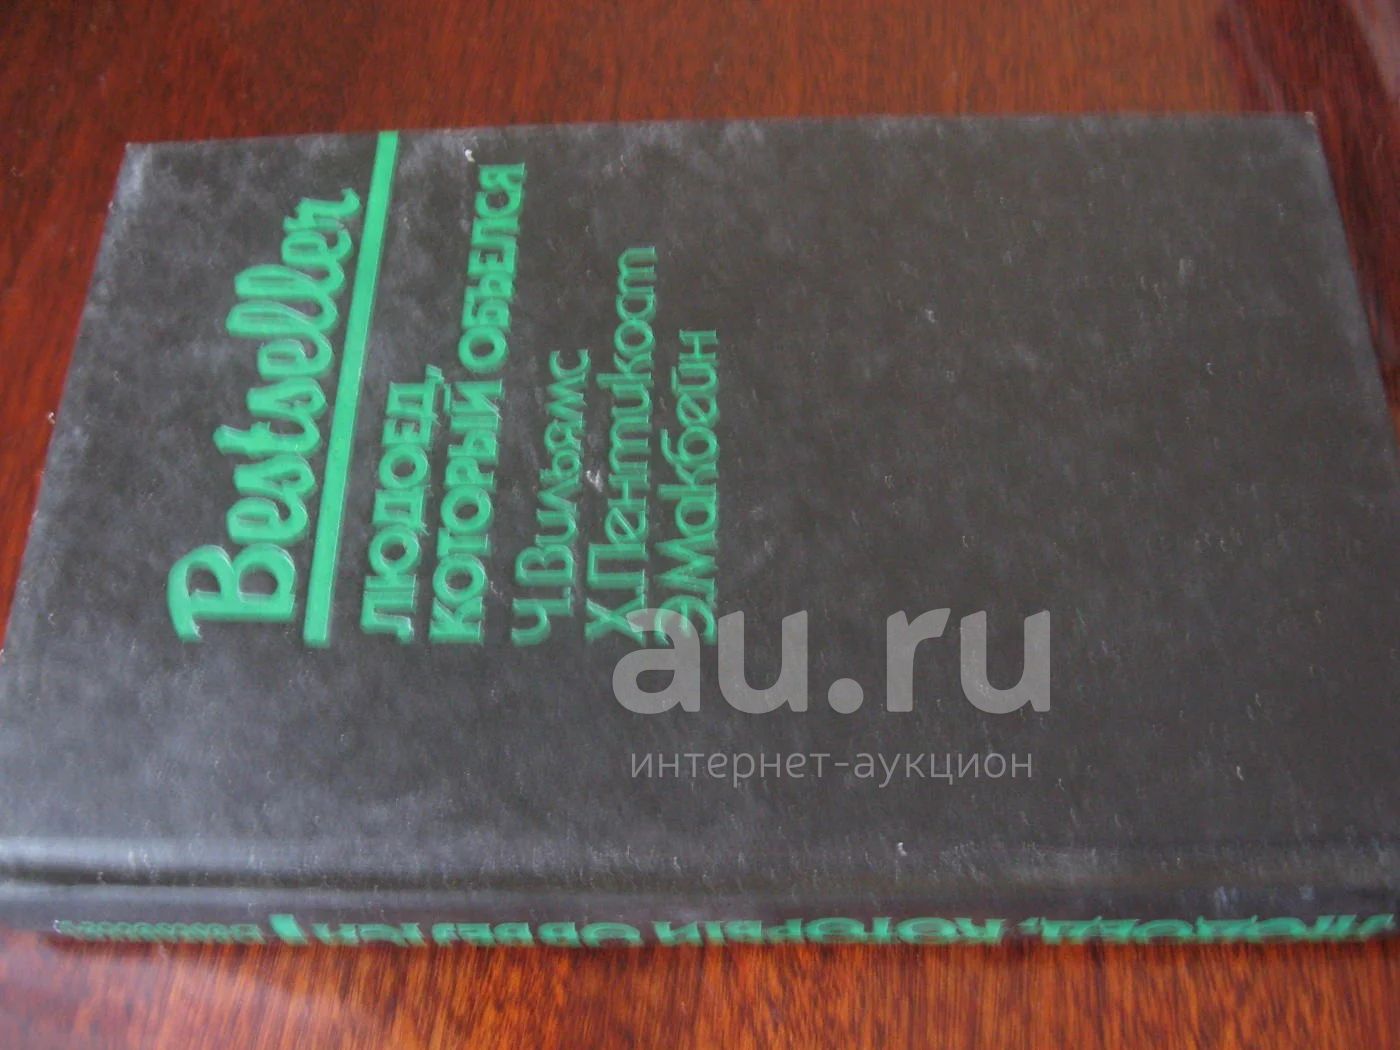 Bestseller
ЛЮДОЕД,
КОТОРЫЙ ОБЪЕЛСЯ
Ч.Вильямс
Х.Пентикост
Э.Макбейн
au.ru
интернет-аукцион
ЛЮДОЕД, КОТОРЫЙ ОБЪЕЛСЯ